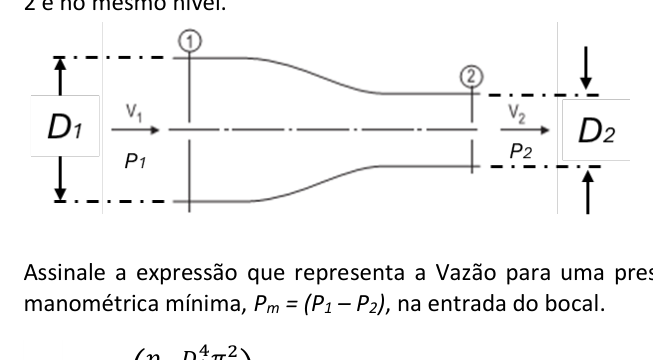 2 e no mesmo nível.
1
2
D1
V1
P1
V2
P2
D2
Assinale a expressão que representa a Vazão para uma pres
manométrica mínima, Pm = (P1 – P2), na entrada do bocal.